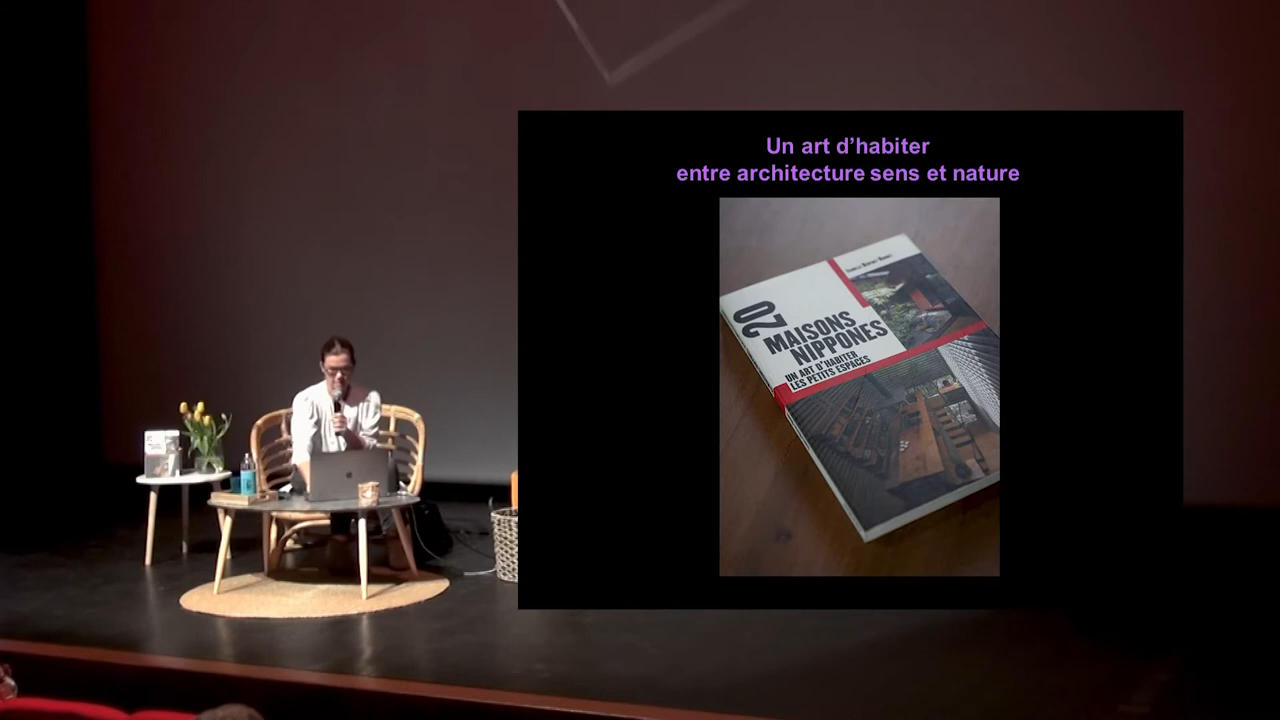 Un art d’habiter
entre architecture sens et nature
20
MAISONS
NIPPONES
UN ART D'HABITER
LES PETITS ESPACES